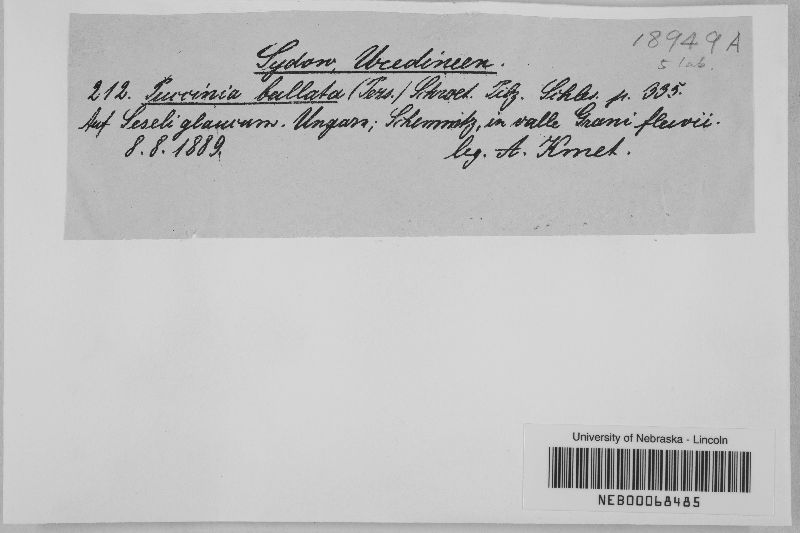 18949A
Sydow, Uredineen.
5 lab.
212. Puccinia bullata (Pers.) Schroet. Pilz. Schles. p. 335.
Auf Seseli glaucum. Ungarn; Schemnitz, in valle Grani fluvii.
8.8.1889. leg. A. Kmet.
University of Nebraska - Lincoln
NEB00068485